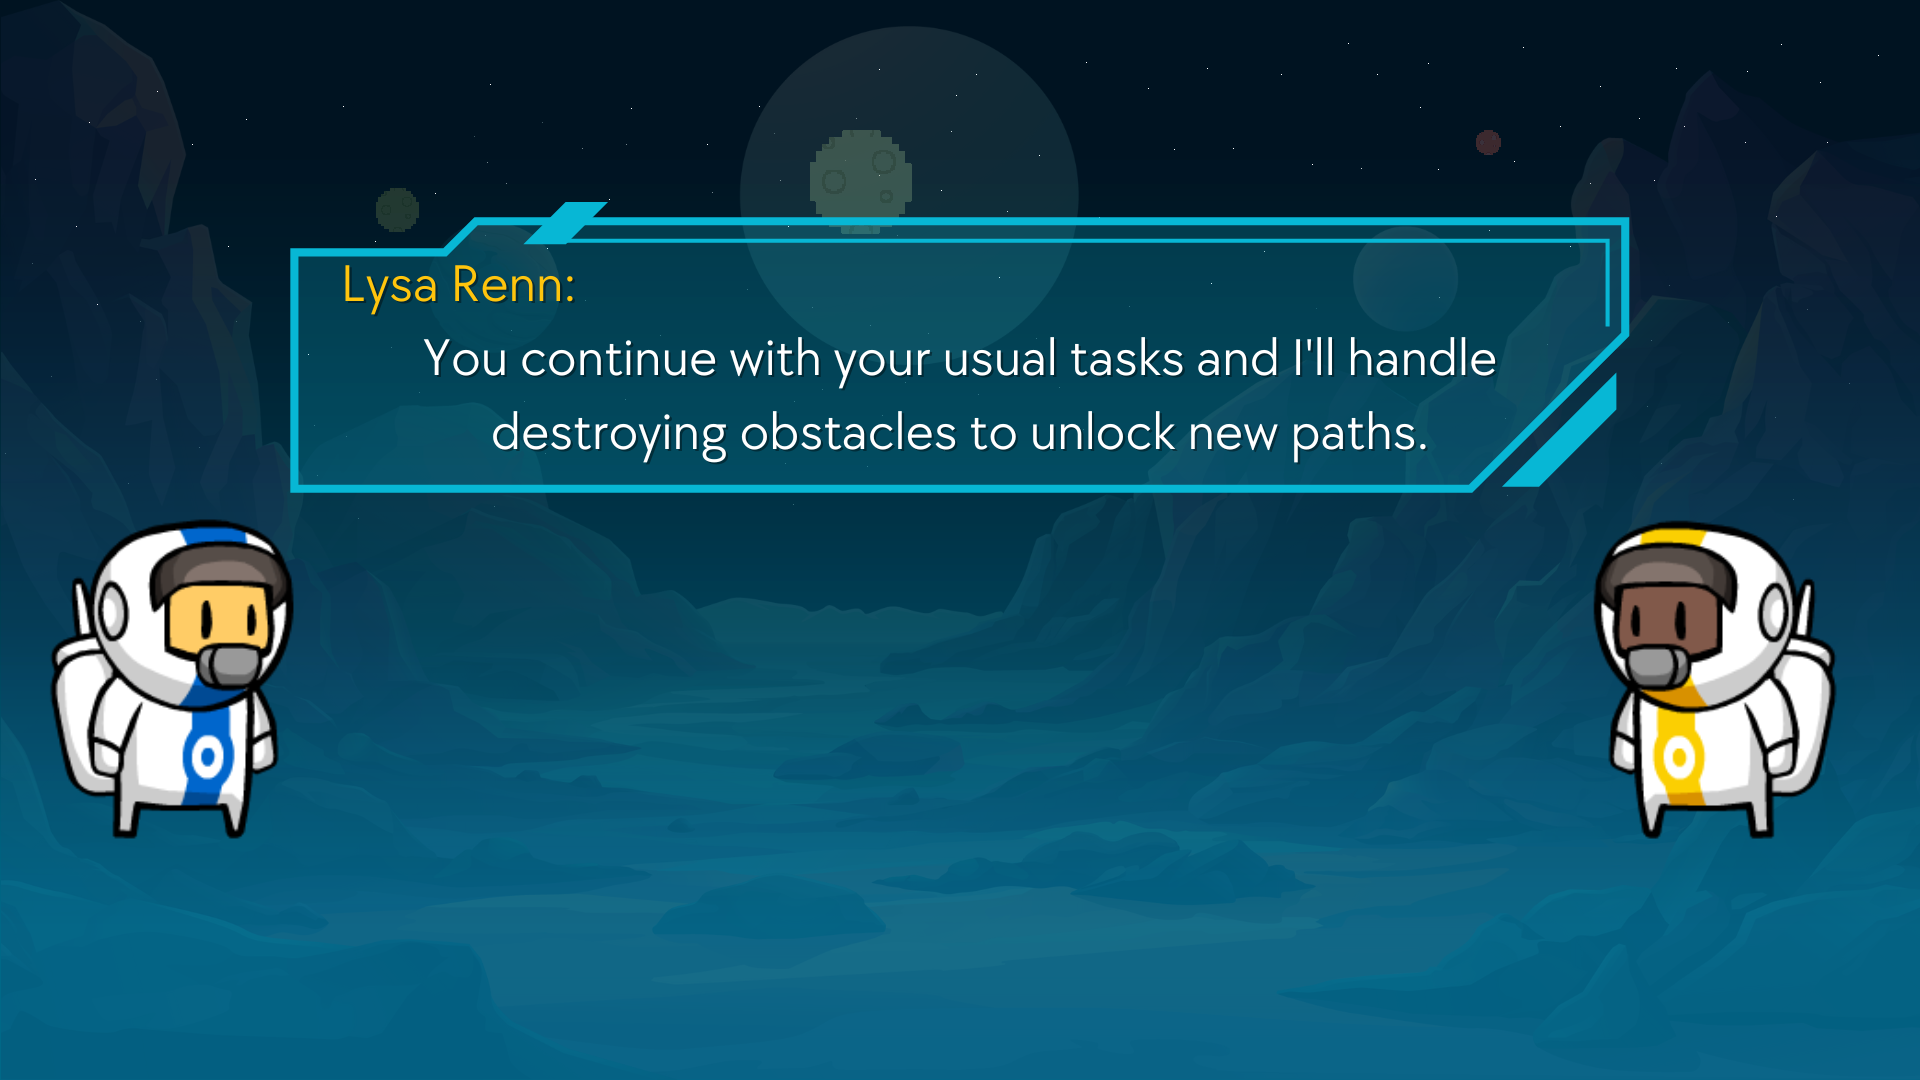 Lysa Renn:
You continue with your usual tasks and I'll handle
destroying obstacles to unlock new paths.